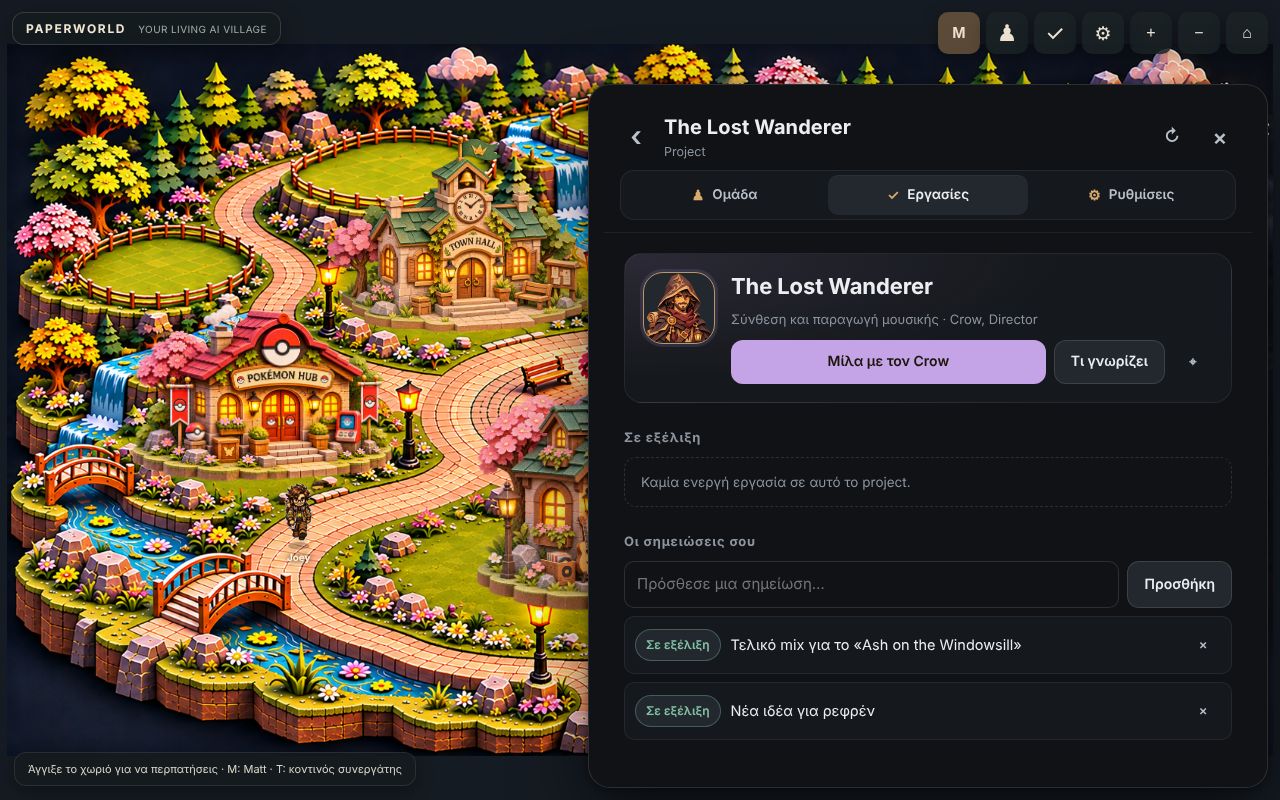 PAPERWORLD YOUR LIVING AI VILLAGE
M
The Lost Wanderer
Project
Ομάδα
Εργασίες
Ρυθμίσεις
TOWN HALL
POKÉMON HUB
Joey
The Lost Wanderer
Σύνθεση και παραγωγή μουσικής · Crow, Director
Μίλα με τον Crow
Τι γνωρίζει
Σε εξέλιξη
Καμία ενεργή εργασία σε αυτό το project.
Οι σημειώσεις σου
Πρόσθεσε μια σημείωση...
Προσθήκη
Σε εξέλιξη Τελικό mix για το «Ash on the Windowsill»
Σε εξέλιξη Νέα ιδέα για ρεφρέν
Άγγιξε το χωριό για να περπατήσεις · M: Matt · T: κοντινός συνεργάτης